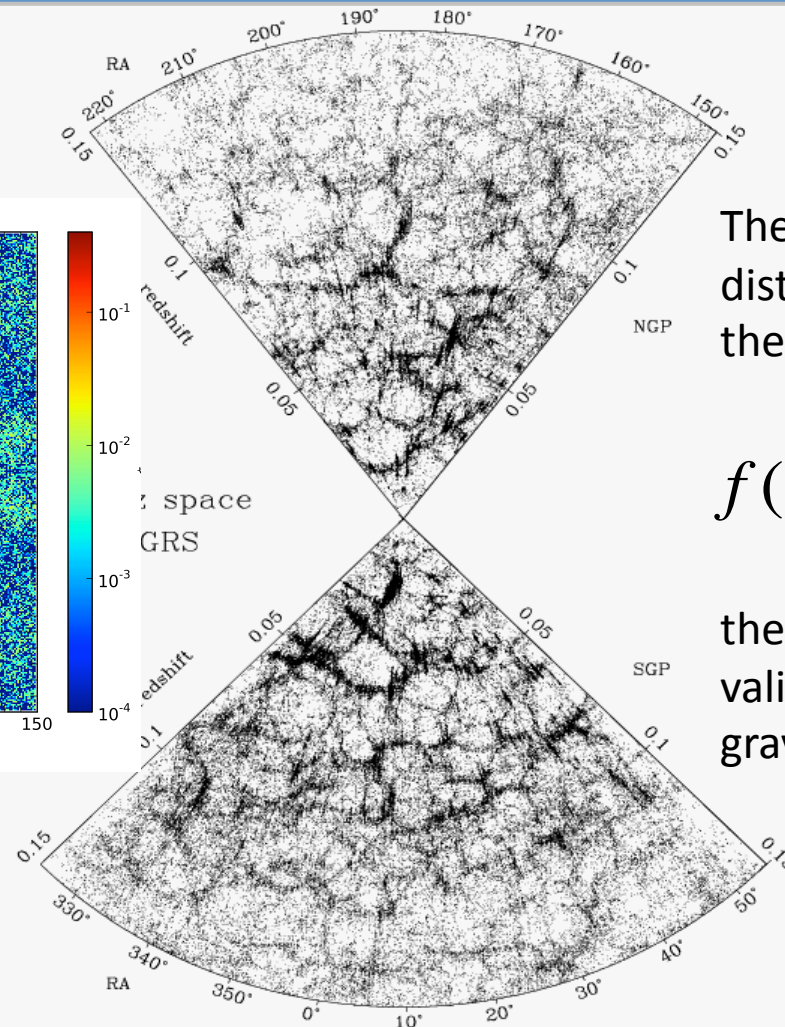 190° 180°
200° 170°
RA 210° 160°
220° 150°
0.15 0.15
The
dist
the
0.1 0.1
redshift
NGP
10-1
0.05 0.05
10-2
f(
z space
GRS
10-3
the
0.05 0.05
SGP
vali
edshift
10-4
150
0.1 0.1
grav
0.15
330° 50°
340° 40°
RA 350° 30°
0° 10° 20°